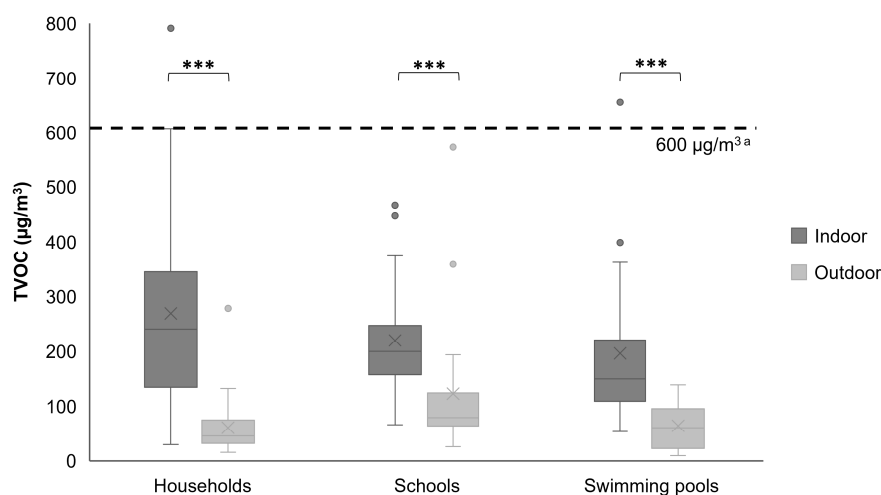 800
700
600
500
400
300
200
100
0
TVOC (µg/m³)
***
***
***
600 µg/m³ ᵃ
Indoor
Outdoor
Households
Schools
Swimming pools